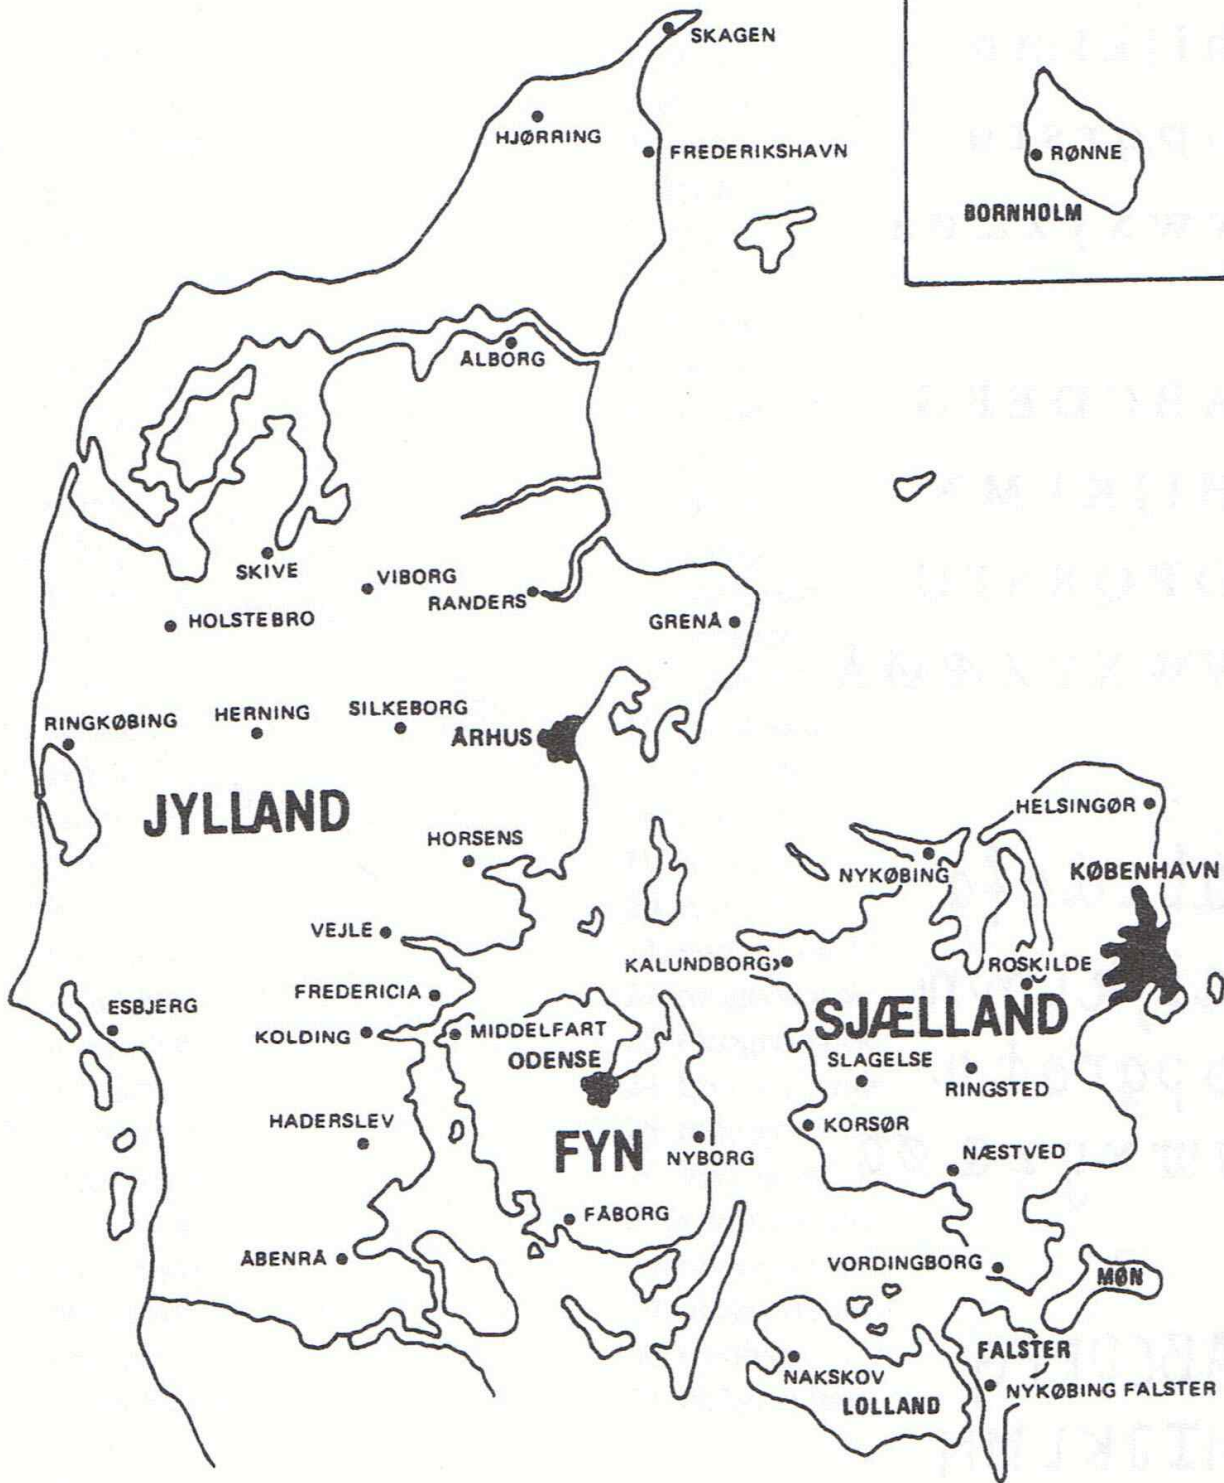 SKAGEN
HJØRRING
FREDERIKSHAVN
RØNNE
BORNHOLM
ÅLBORG
SKIVE
VIBORG
RANDERS
HOLSTEBRO
GRENÅ
RINGKØBING
HERNING
SILKEBORG
ÅRHUS
JYLLAND
HELSINGØR
HORSENS
NYKØBING
KØBENHAVN
VEJLE
KALUNDBORG
ROSKILDE
FREDERICIA
ESBJERG
SJÆLLAND
KOLDING
MIDDELFART
ODENSE
SLAGELSE
RINGSTED
HADERSLEV
KORSØR
FYN
NYBORG
NÆSTVED
FÅBORG
ÅBENRÅ
VORDINGBORG
MØN
FALSTER
NAKSKOV
NYKØBING FALSTER
LOLLAND